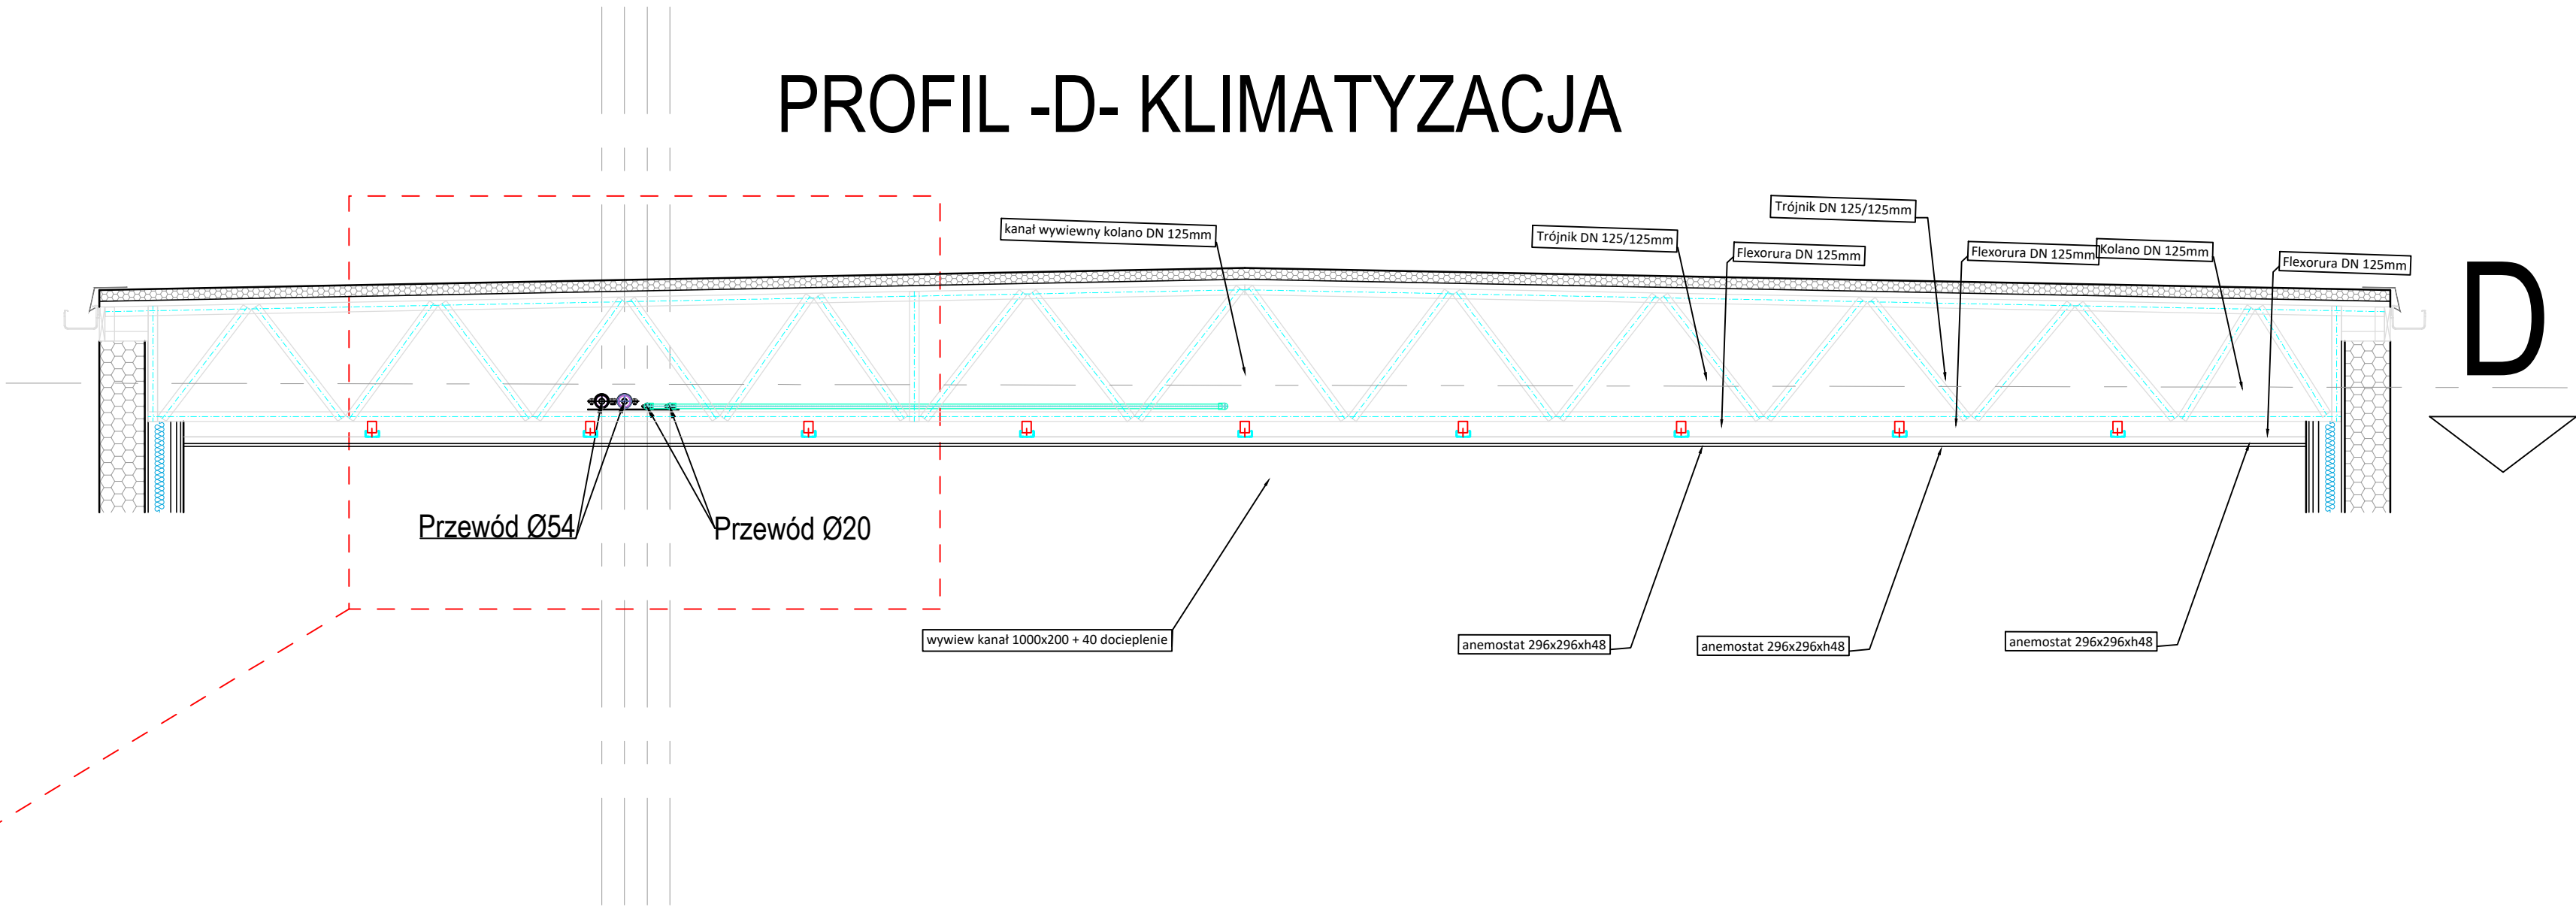 PROFIL -D- KLIMATYZACJA
Trójnik DN 125/125mm
kanał wywiewny kolano DN 125mm
Trójnik DN 125/125mm
Flexorura DN 125mm
Flexorura DN 125mm
Kolano DN 125mm
Flexorura DN 125mm
D
Przewód Ø54
Przewód Ø20
wywiew kanał 1000x200 + 40 docieplenie
anemostat 296x296xh48
anemostat 296x296xh48
anemostat 296x296xh48